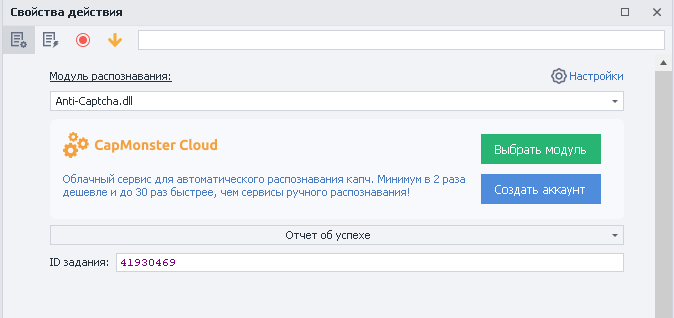 Свойства действия
Модуль распознавания:
Настройки
Anti-Captcha.dll
CapMonster Cloud
Выбрать модуль
Облачный сервис для автоматического распознавания капч. Минимум в 2 раза
дешевле и до 30 раз быстрее, чем сервисы ручного распознавания!
Создать аккаунт
Отчет об успехе
ID задания: 41930469